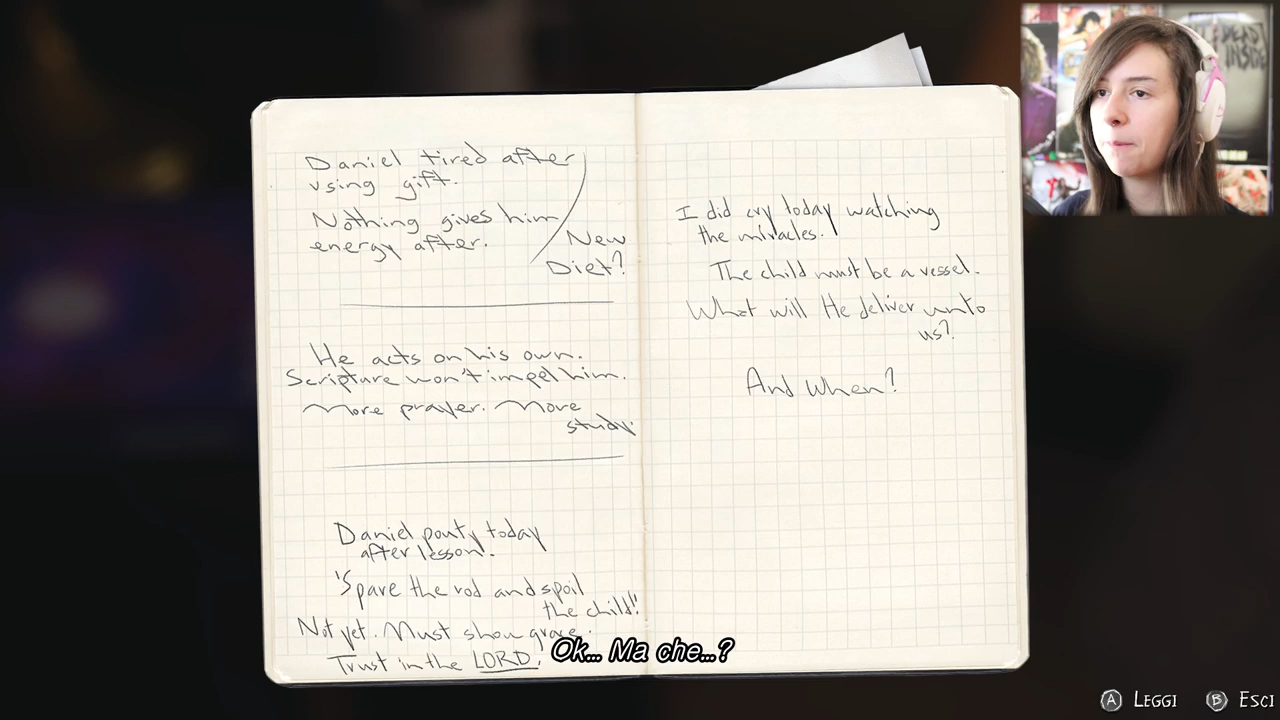 Daniel tired after
using gift.
Nothing gives him
energy after.
New
Diet?
He acts on his own.
Scripture won't impel him.
More prayer. More
study.
Daniel pouty today
after lesson.
'Spare the rod and spoil
the child!'
Not yet. Must show grace.
Trust in the LORD.
I did cry today watching
the miracles.
The child must be a vessel.
What will He deliver unto
us?
And When?
Ok... Ma che...?
A LEGGI B ESCI